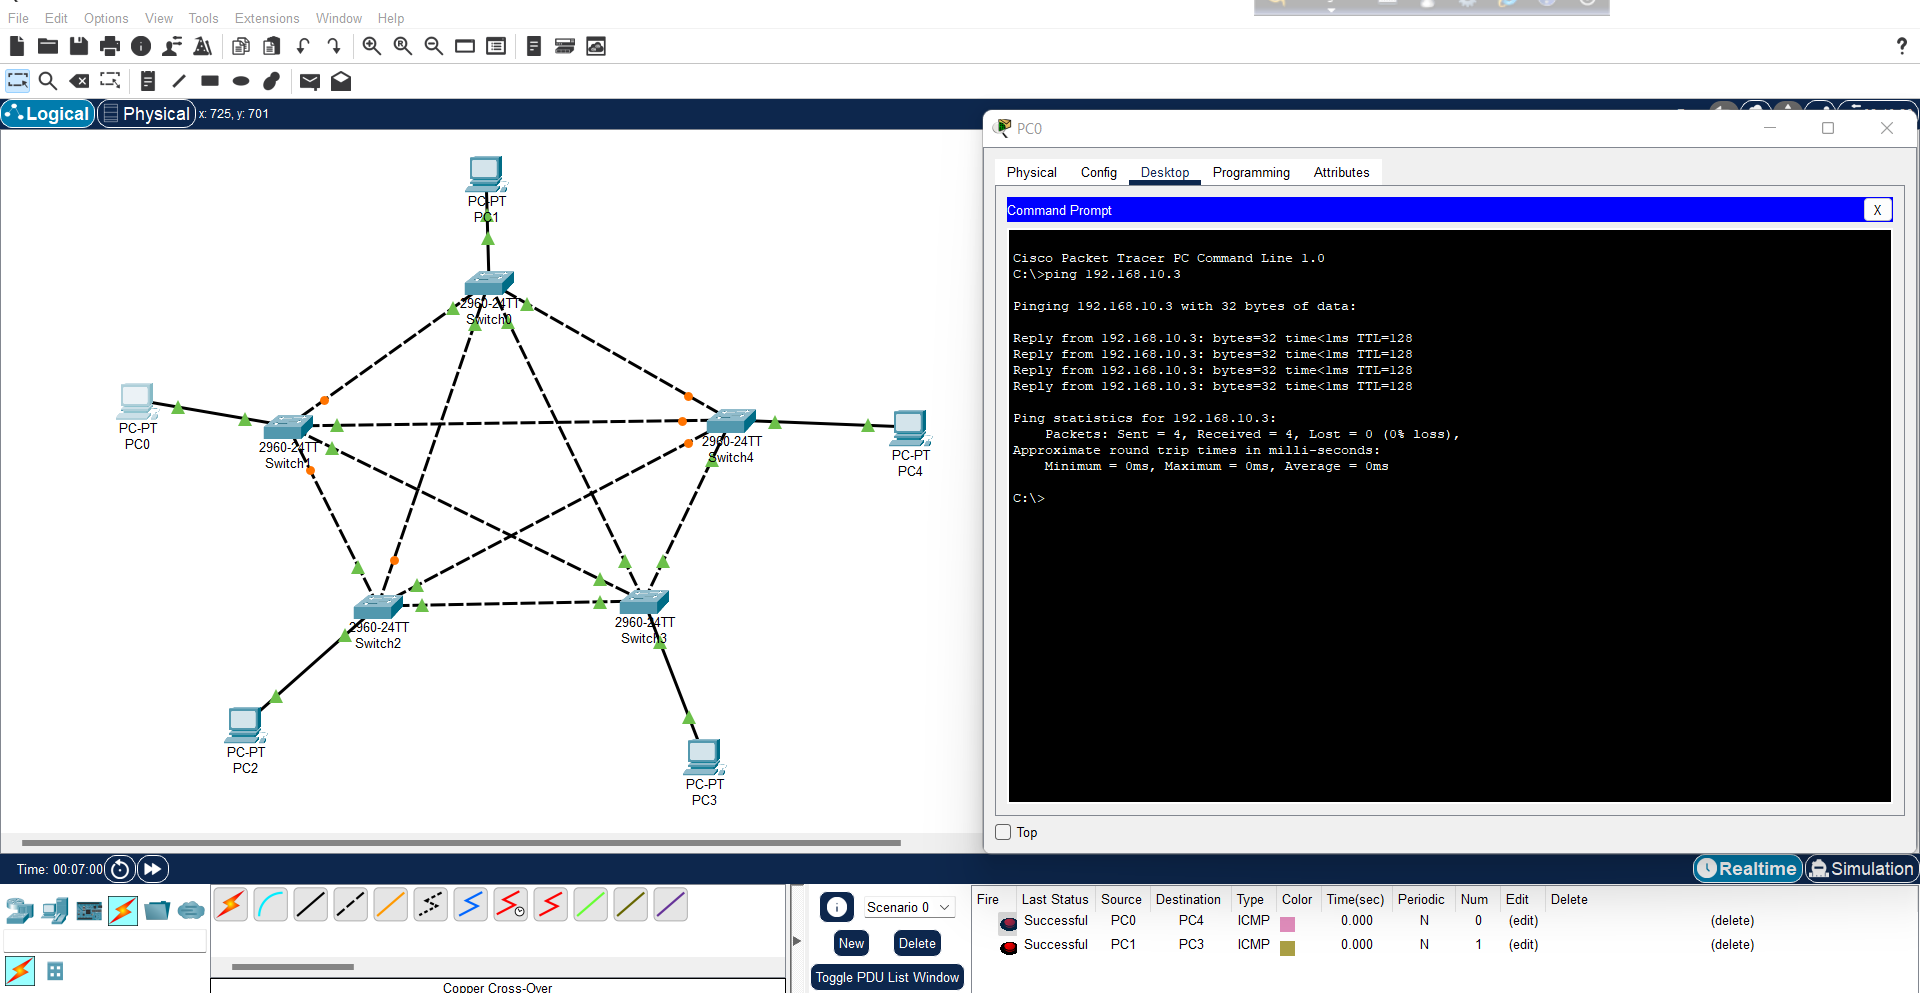 File Edit Options View Tools Extensions Window Help
?
Logical Physical x: 725, y: 701
PC-PT
PC1
2960-24TT
Switch0
PC-PT
PC0
2960-24TT
Switch1
2960-24TT
Switch4
PC-PT
PC4
2960-24TT
Switch2
2960-24TT
Switch3
PC-PT
PC2
PC-PT
PC3
PC0
Physical Config Desktop Programming Attributes
Command Prompt X
Cisco Packet Tracer PC Command Line 1.0
C:\>ping 192.168.10.3
Pinging 192.168.10.3 with 32 bytes of data:
Reply from 192.168.10.3: bytes=32 time<1ms TTL=128
Reply from 192.168.10.3: bytes=32 time<1ms TTL=128
Reply from 192.168.10.3: bytes=32 time<1ms TTL=128
Reply from 192.168.10.3: bytes=32 time<1ms TTL=128
Ping statistics for 192.168.10.3:
Packets: Sent = 4, Received = 4, Lost = 0 (0% loss),
Approximate round trip times in milli-seconds:
Minimum = 0ms, Maximum = 0ms, Average = 0ms
C:\>
Top
Time: 00:07:00
Realtime Simulation
Copper Cross-Over
Scenario 0
New Delete
Toggle PDU List Window
Fire Last Status Source Destination Type Color Time(sec) Periodic Num Edit Delete
Successful PC0 PC4 ICMP 0.000 N 0 (edit) (delete)
Successful PC1 PC3 ICMP 0.000 N 1 (edit) (delete)